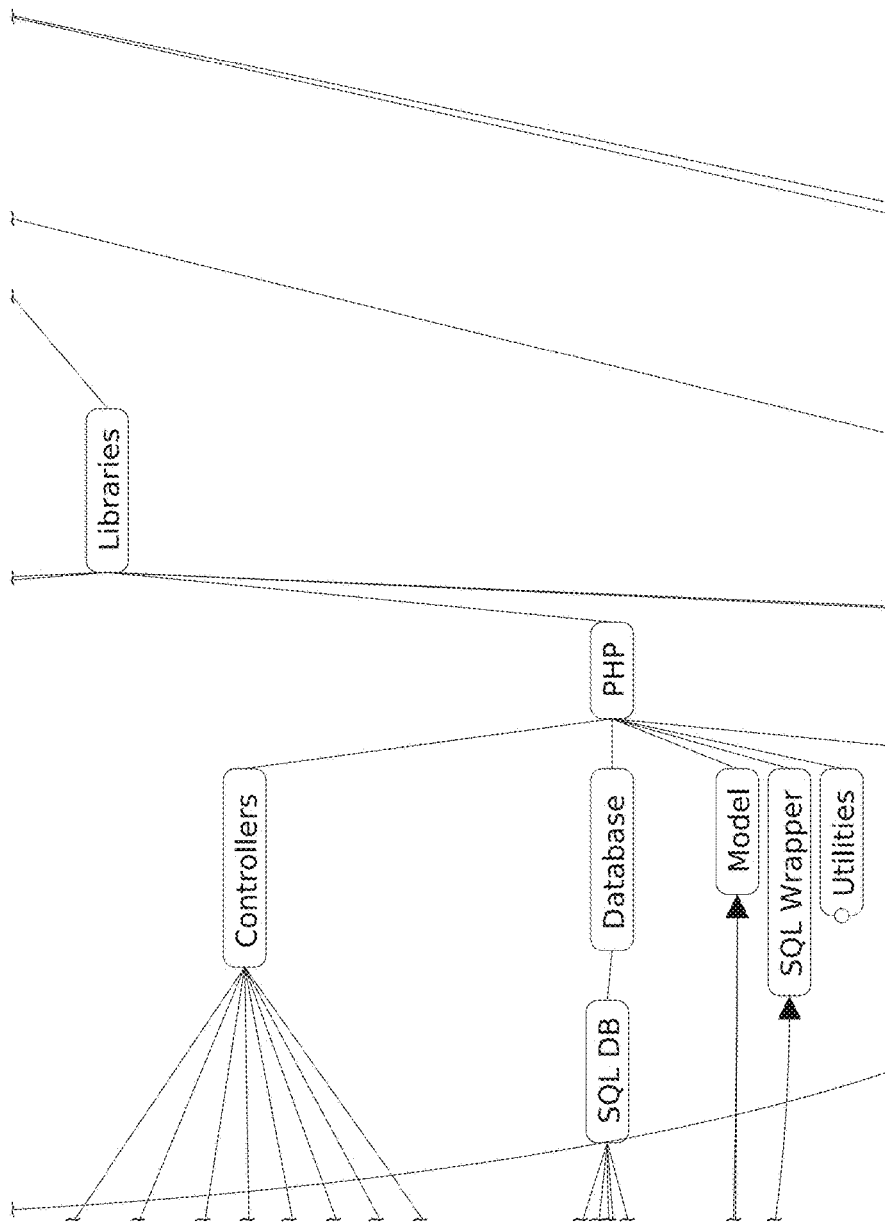 Libraries
PHP
Controllers
Database
Model
SQL Wrapper
Utilities
SQL DB